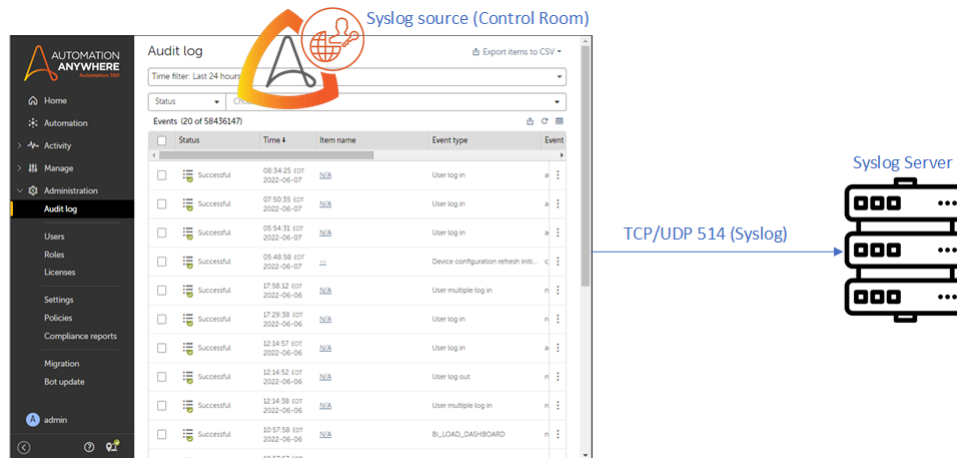 Syslog source (Control Room)
AUTOMATION
ANYWHERE
Automation 360
Home
Automation
Activity
Manage
Administration
Audit log
Users
Roles
Licenses
Settings
Policies
Compliance reports
Migration
Bot update
A admin
Audit log
Export items to CSV
Time filter: Last 24 hours
Status
Events (20 of 58436147)
Status Time Item name Event type Event
Successful 08:34:25 EDT 2022-06-07 N/A User log in
Successful 07:50:35 EDT 2022-06-07 N/A User log in
Successful 05:54:31 EDT 2022-06-07 N/A User log in
Successful 05:48:58 EDT 2022-06-07 -- Device configuration refresh initi...
Successful 17:58:12 EDT 2022-06-06 N/A User multiple log in
Successful 17:29:38 EDT 2022-06-06 N/A User log in
Successful 12:14:57 EDT 2022-06-06 N/A User log in
Successful 12:14:52 EDT 2022-06-06 N/A User log out
Successful 12:14:38 EDT 2022-06-06 N/A User multiple log in
Successful 10:57:58 EDT 2022-06-06 N/A BI_LOAD_DASHBOARD
TCP/UDP 514 (Syslog)
Syslog Server